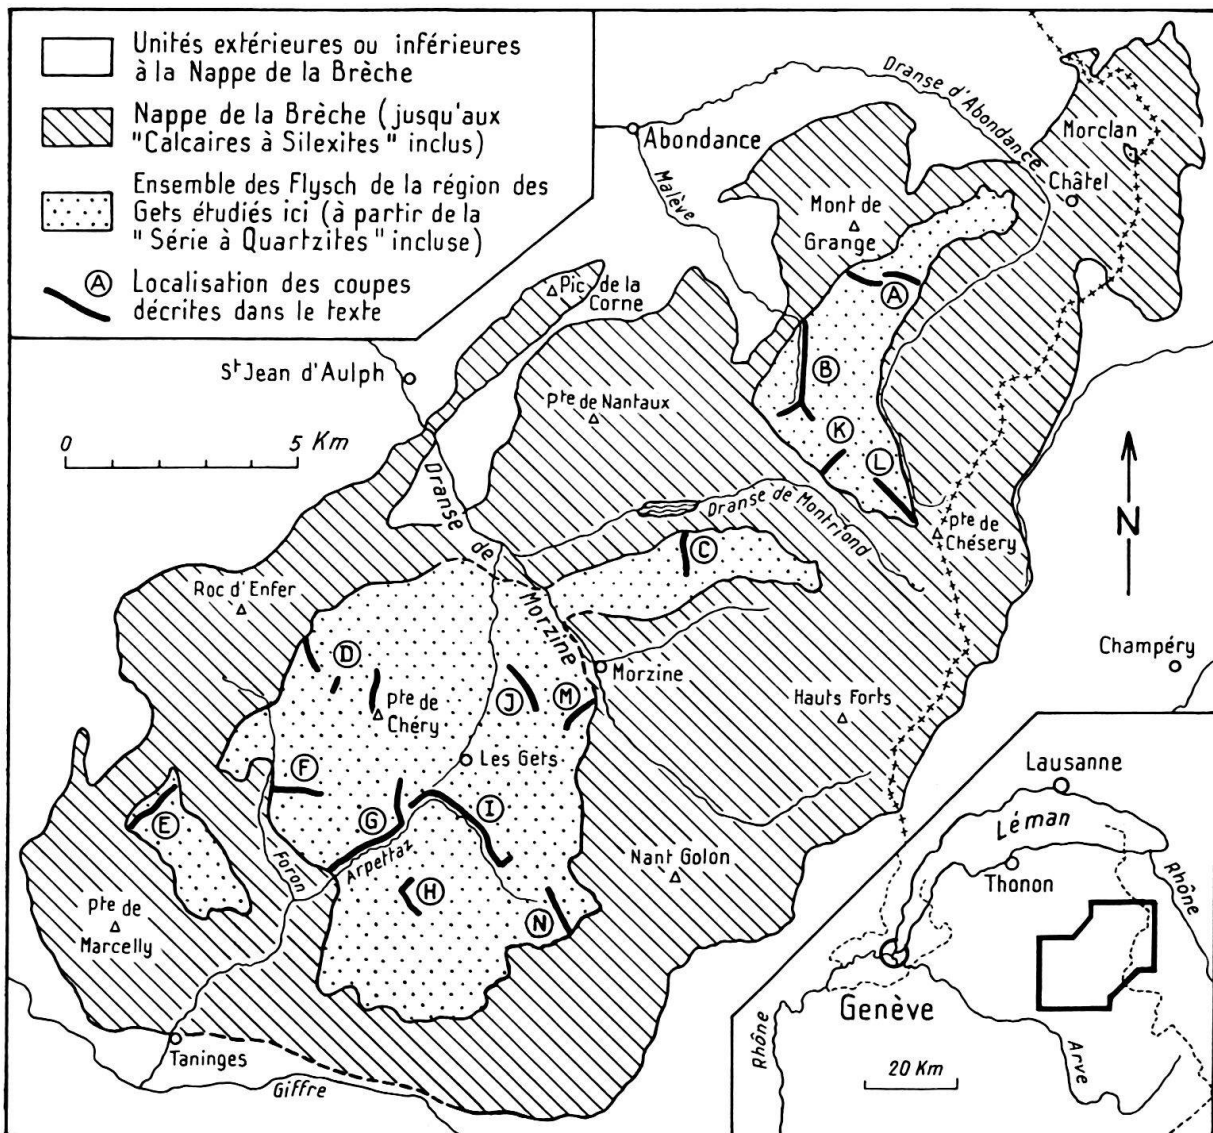 Unités extérieures ou inférieures
à la Nappe de la Brèche
Nappe de la Brèche (jusqu'aux
"Calcaires à Silexites" inclus)
Ensemble des Flysch de la région des
Gets étudiés ici (à partir de la
"Série à Quartzites" incluse)
A Localisation des coupes
décrites dans le texte
Dranse d'Abondance
Abondance
Malève
Morclan
Châtel
Mont de
Grange
A
Pic de la
Corne
St Jean d'Aulph
B
pte de Nantaux
K
L
0 5 Km
Dranse de Morzine
Dranse de Montriond
pte de
Chésery
N
C
Roc d'Enfer
D
Morzine
Champéry
J
M
pte de
Chéry
Hauts Forts
F
Les Gets
E
G
I
Arpettaz
Foron
H
Nant Golon
N
pte de
Marcelly
Taninges
Giffre
Lausanne
Léman
Thonon
Rhône
Genève
Rhône
Arve
20 Km